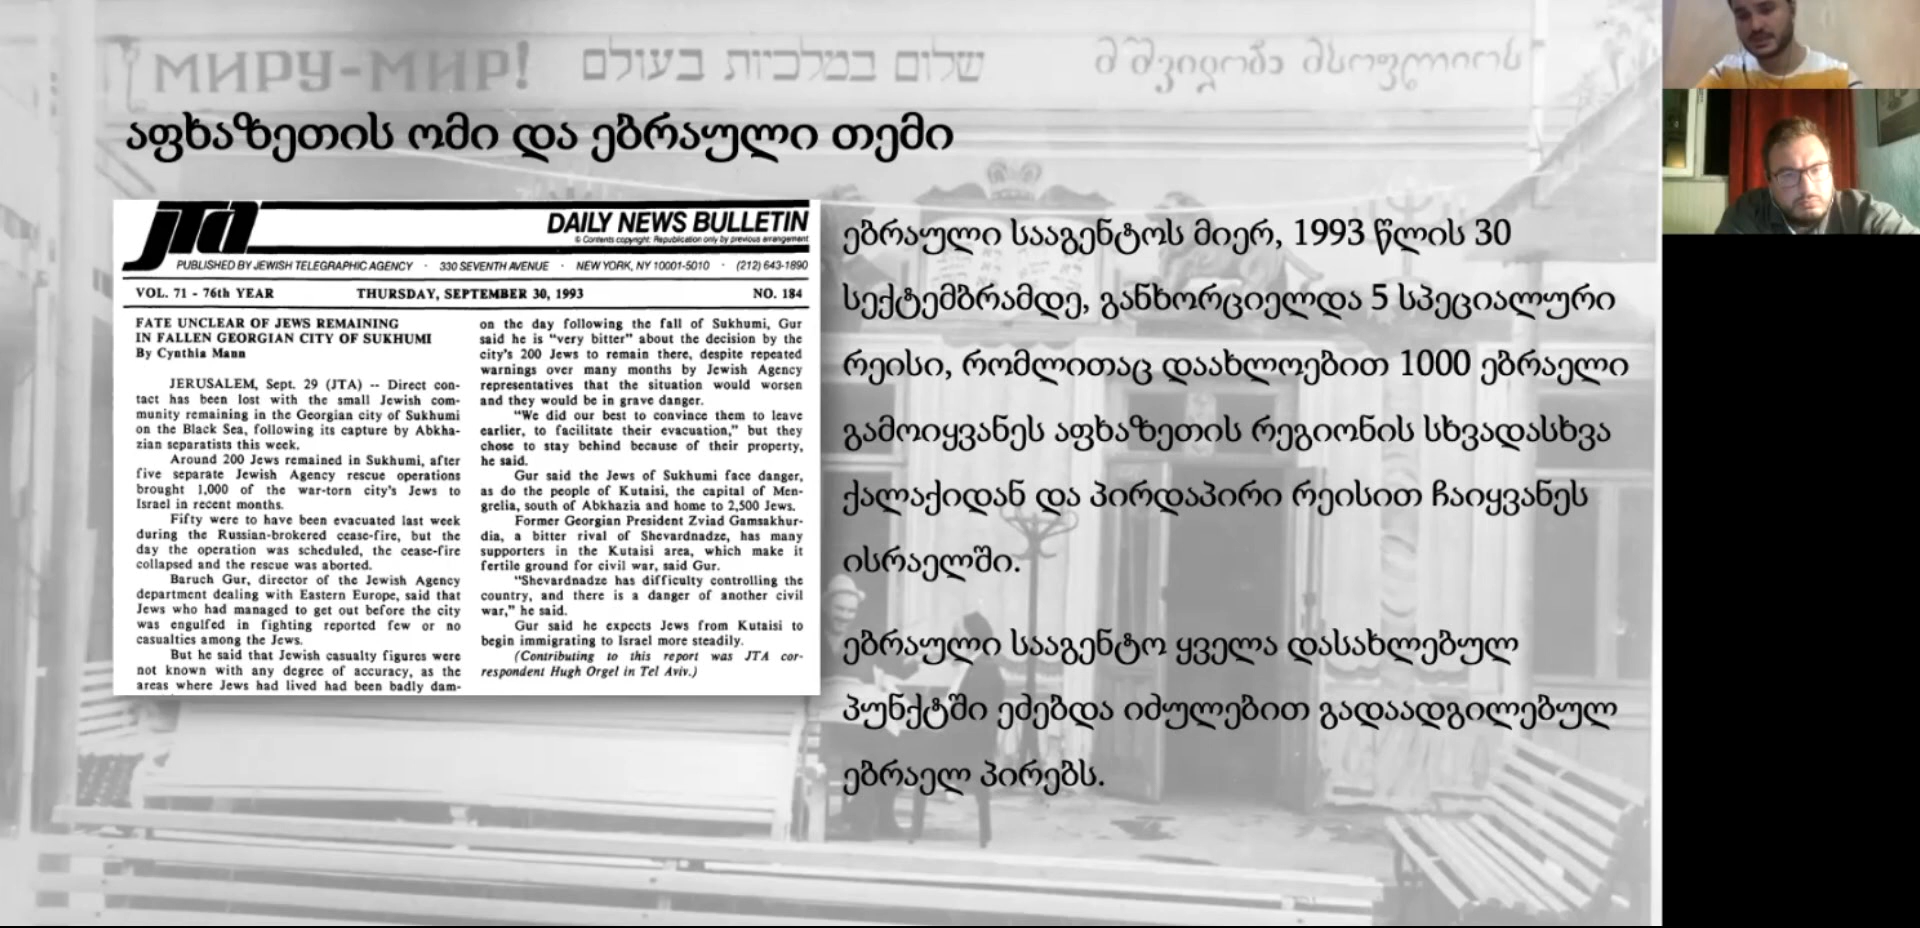 МИРУ-МИР! שלום במלכות בעולם მშვიდობა მსოფლიოს
აფხაზეთის ომი და ებრაული თემი
JTA
DAILY NEWS BULLETIN
© Contents copyright: Republication only by previous arrangement
PUBLISHED BY JEWISH TELEGRAPHIC AGENCY · 330 SEVENTH AVENUE · NEW YORK, NY 10001-5010 · (212) 643-1890
VOL. 71 - 76th YEAR THURSDAY, SEPTEMBER 30, 1993 NO. 184
FATE UNCLEAR OF JEWS REMAINING
IN FALLEN GEORGIAN CITY OF SUKHUMI
By Cynthia Mann
JERUSALEM, Sept. 29 (JTA) -- Direct con-
tact has been lost with the small Jewish com-
munity remaining in the Georgian city of Sukhumi
on the Black Sea, following its capture by Abkha-
zian separatists this week.
Around 200 Jews remained in Sukhumi, after
five separate Jewish Agency rescue operations
brought 1,000 of the war-torn city's Jews to
Israel in recent months.
Fifty were to have been evacuated last week
during the Russian-brokered cease-fire, but the
day the operation was scheduled, the cease-fire
collapsed and the rescue was aborted.
Baruch Gur, director of the Jewish Agency
department dealing with Eastern Europe, said that
Jews who had managed to get out before the city
was engulfed in fighting reported few or no
casualties among the Jews.
But he said that Jewish casualty figures were
not known with any degree of accuracy, as the
areas where Jews had lived had been badly dam-
on the day following the fall of Sukhumi, Gur
said he is "very bitter" about the decision by the
city's 200 Jews to remain there, despite repeated
warnings over many months by Jewish Agency
representatives that the situation would worsen
and they would be in grave danger.
"We did our best to convince them to leave
earlier, to facilitate their evacuation," but they
chose to stay behind because of their property,
he said.
Gur said the Jews of Sukhumi face danger,
as do the people of Kutaisi, the capital of Men-
grelia, south of Abkhazia and home to 2,500 Jews.
Former Georgian President Zviad Gamsakhur-
dia, a bitter rival of Shevardnadze, has many
supporters in the Kutaisi area, which make it
fertile ground for civil war, said Gur.
"Shevardnadze has difficulty controlling the
country, and there is a danger of another civil
war," he said.
Gur said he expects Jews from Kutaisi to
begin immigrating to Israel more steadily.
(Contributing to this report was JTA cor-
respondent Hugh Orgel in Tel Aviv.)
ებრაული სააგენტოს მიერ, 1993 წლის 30
სექტემბრამდე, განხორციელდა 5 სპეციალური
რეისი, რომლითაც დაახლოებით 1000 ებრაელი
გამოიყვანეს აფხაზეთის რეგიონის სხვადასხვა
ქალაქიდან და პირდაპირი რეისით ჩაიყვანეს
ისრაელში.
ებრაული სააგენტო ყველა დასახლებულ
პუნქტში ეძებდა იძულებით გადაადგილებულ
ებრაელ პირებს.